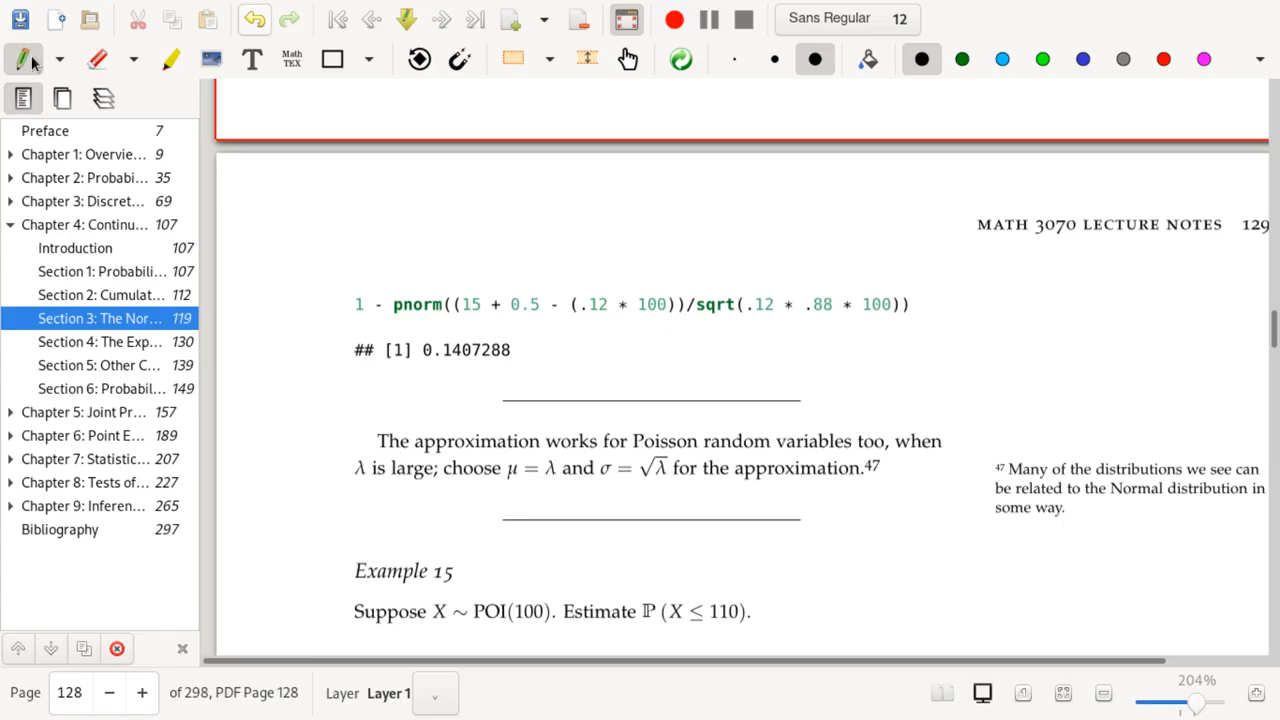 Sans Regular 12
T
Math
TEX
Preface 7
Chapter 1: Overvie... 9
Chapter 2: Probabi... 35
Chapter 3: Discret... 69
Chapter 4: Continu... 107
Introduction 107
Section 1: Probabili... 107
Section 2: Cumulat... 112
Section 3: The Nor... 119
Section 4: The Exp... 130
Section 5: Other C... 139
Section 6: Probabil... 149
Chapter 5: Joint Pr... 157
Chapter 6: Point E... 189
Chapter 7: Statistic... 207
Chapter 8: Tests of... 227
Chapter 9: Inferen... 265
Bibliography 297
MATH 3070 LECTURE NOTES 129
1 - pnorm((15 + 0.5 - (.12 * 100))/sqrt(.12 * .88 * 100))
## [1] 0.1407288
The approximation works for Poisson random variables too, when
λ is large; choose μ = λ and σ = √λ for the approximation.47
47 Many of the distributions we see can
be related to the Normal distribution in
some way.
Example 15
Suppose X ∼ POI(100). Estimate ℙ (X ≤ 110).
Page 128 of 298, PDF Page 128 Layer Layer 1 204%